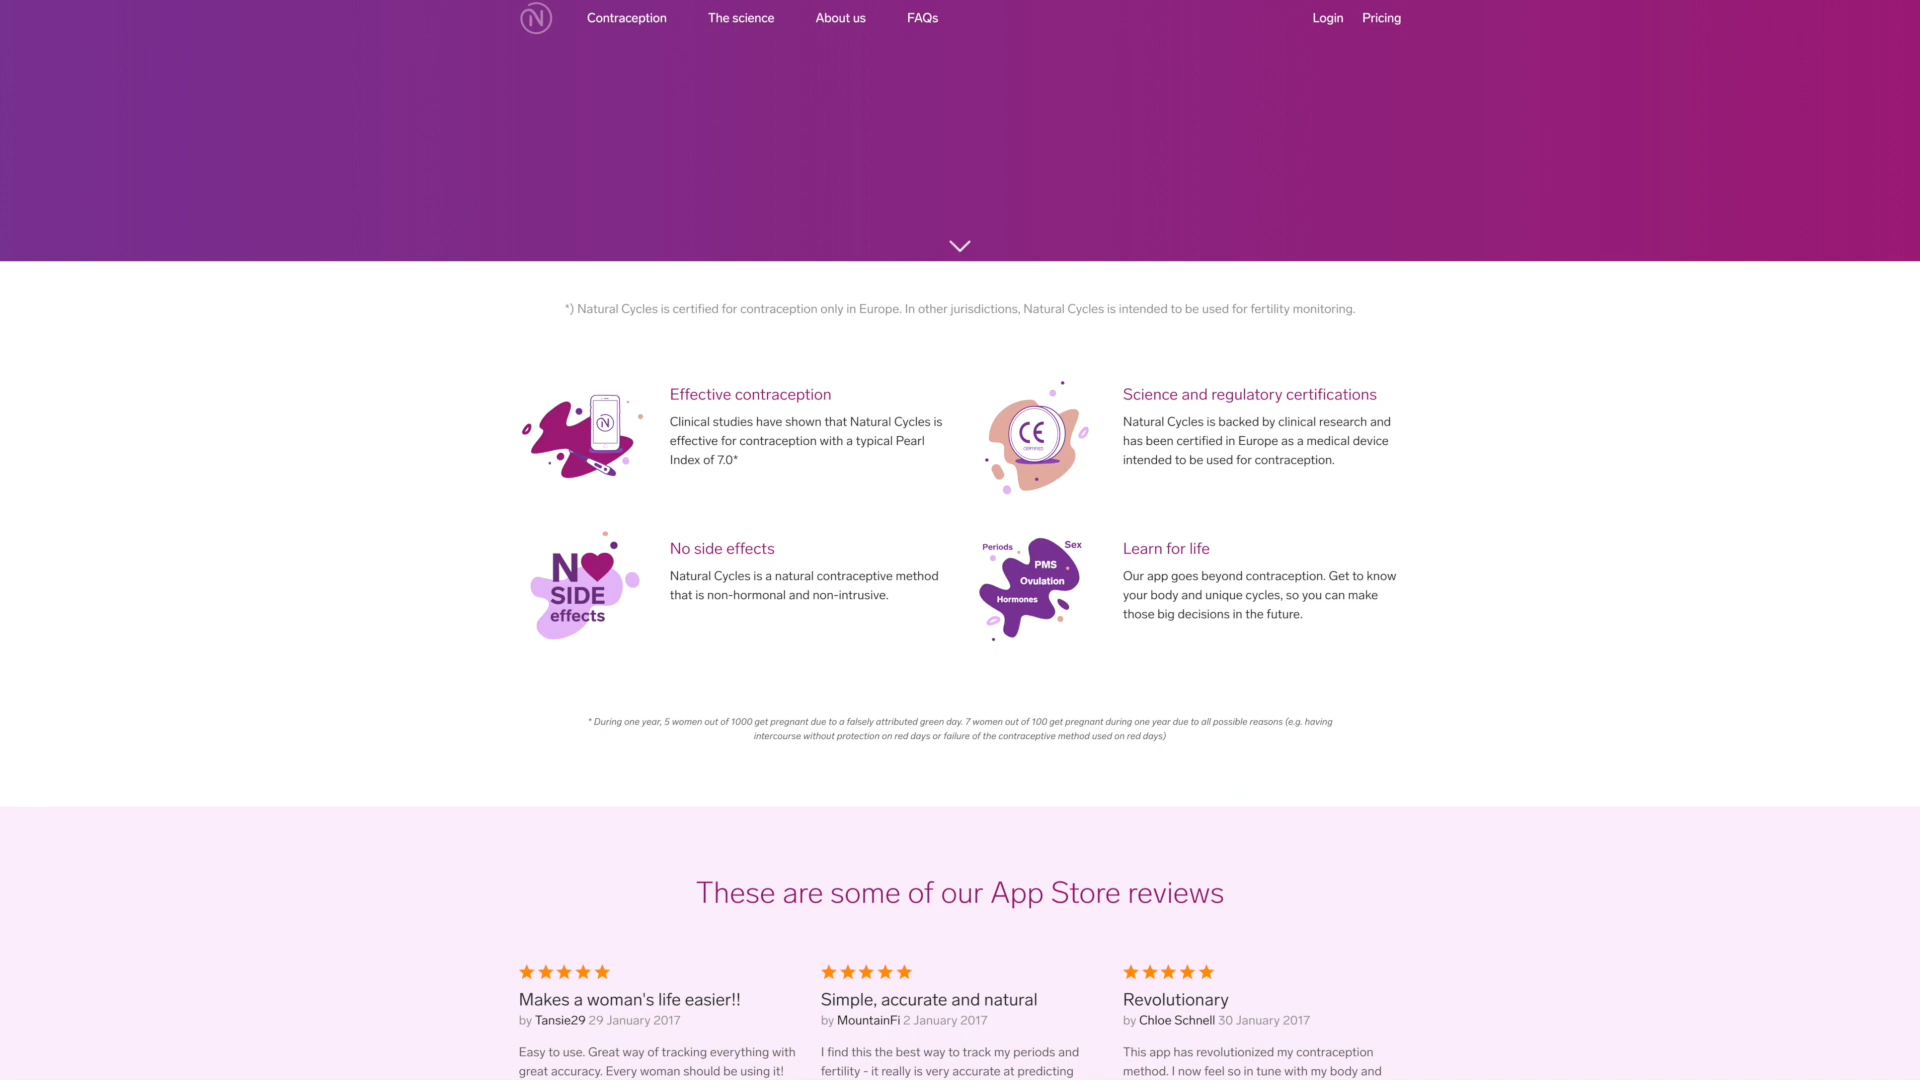 N Contraception The science About us FAQs Login Pricing
*) Natural Cycles is certified for contraception only in Europe. In other jurisdictions, Natural Cycles is intended to be used for fertility monitoring.
N
Effective contraception
Clinical studies have shown that Natural Cycles is
effective for contraception with a typical Pearl
Index of 7.0*
CE
CERTIFIED
Science and regulatory certifications
Natural Cycles is backed by clinical research and
has been certified in Europe as a medical device
intended to be used for contraception.
N
SIDE
effects
No side effects
Natural Cycles is a natural contraceptive method
that is non-hormonal and non-intrusive.
Periods Sex
PMS
Ovulation
Hormones
Learn for life
Our app goes beyond contraception. Get to know
your body and unique cycles, so you can make
those big decisions in the future.
* During one year, 5 women out of 1000 get pregnant due to a falsely attributed green day. 7 women out of 100 get pregnant during one year due to all possible reasons (e.g. having
intercourse without protection on red days or failure of the contraceptive method used on red days)
These are some of our App Store reviews
Makes a woman's life easier!!
by Tansie29 29 January 2017
Easy to use. Great way of tracking everything with
great accuracy. Every woman should be using it!
Simple, accurate and natural
by MountainFi 2 January 2017
I find this the best way to track my periods and
fertility - it really is very accurate at predicting
Revolutionary
by Chloe Schnell 30 January 2017
This app has revolutionized my contraception
method. I now feel so in tune with my body and